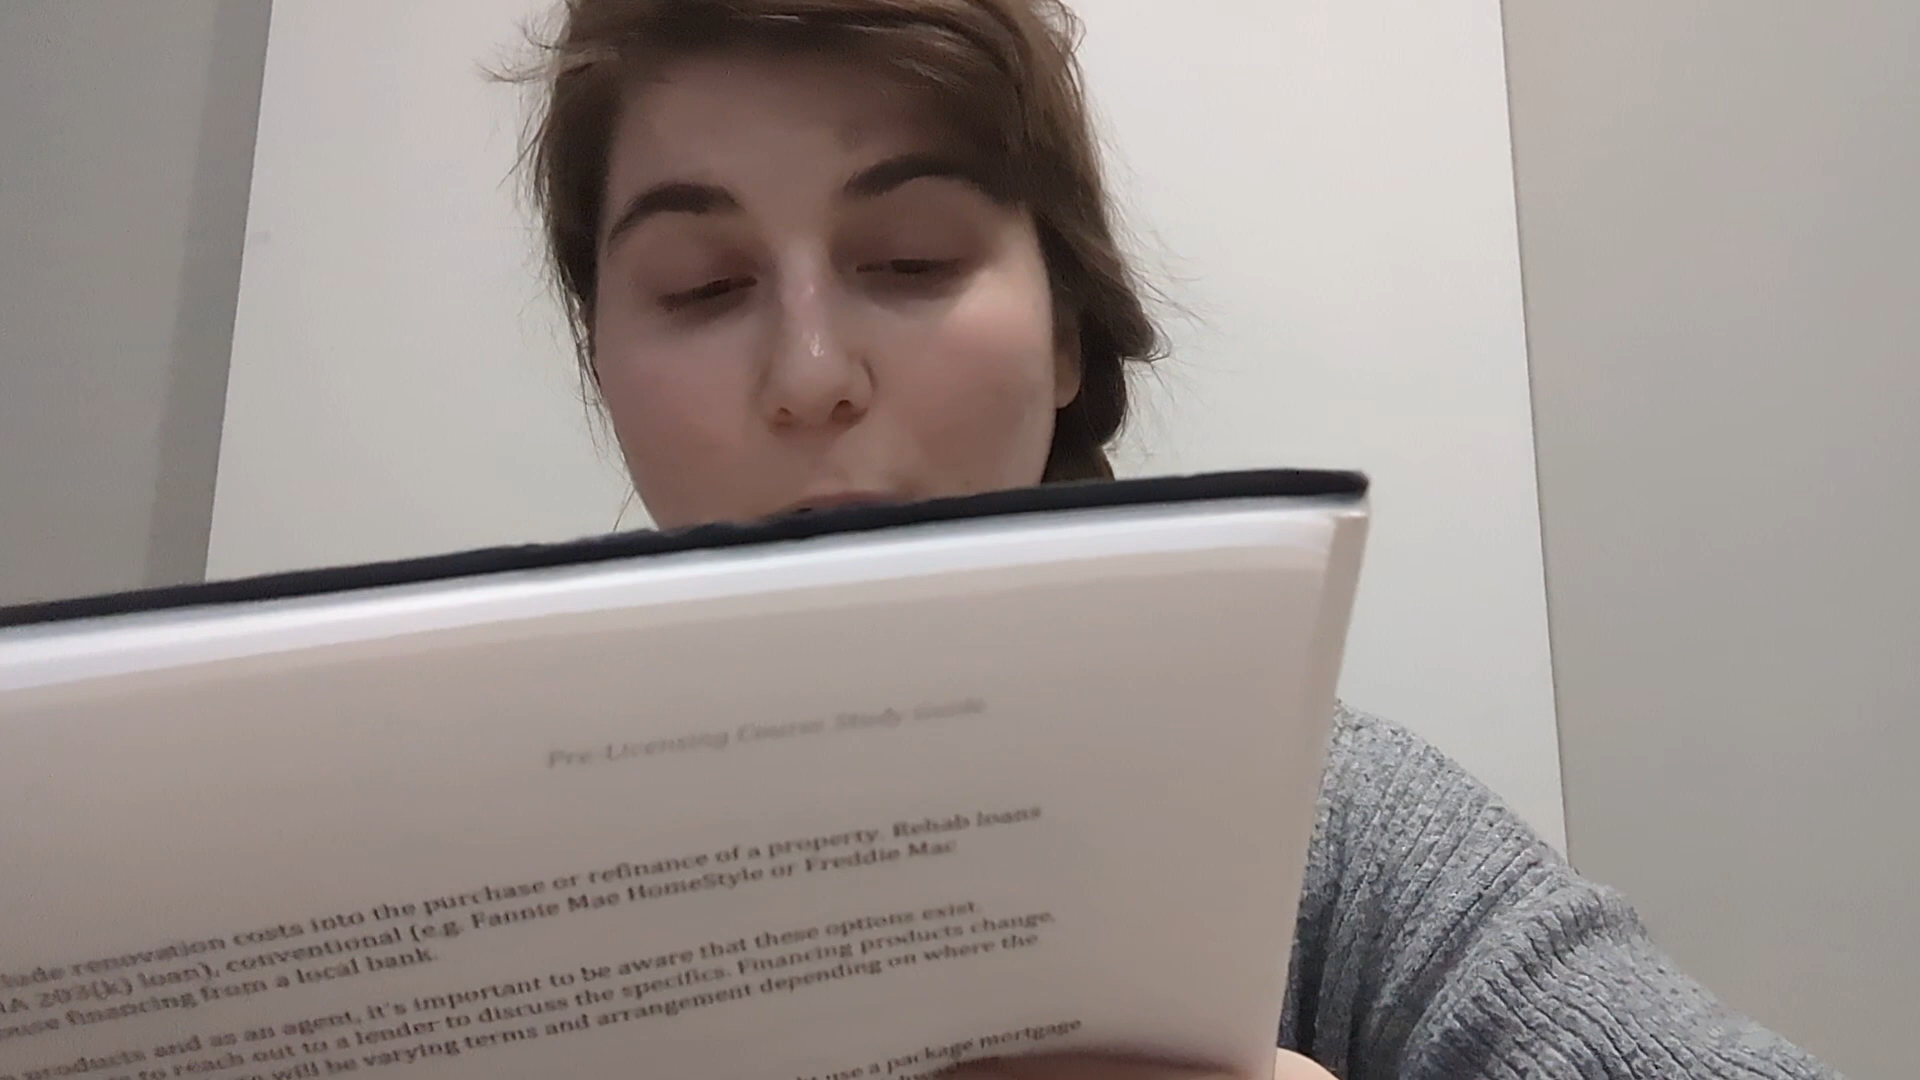 Pre-Licensing Course Study Guide
renovation costs into the purchase or refinance of a property. Rehab loans
203(k) loan), conventional (e.g. Fannie Mae HomeStyle or Freddie Mac
financing from a local bank.
products and as an agent, it's important to be aware that these options exist.
to reach out to a lender to discuss the specifics. Financing products change,
will be varying terms and arrangement depending on where the
use a package mortgage